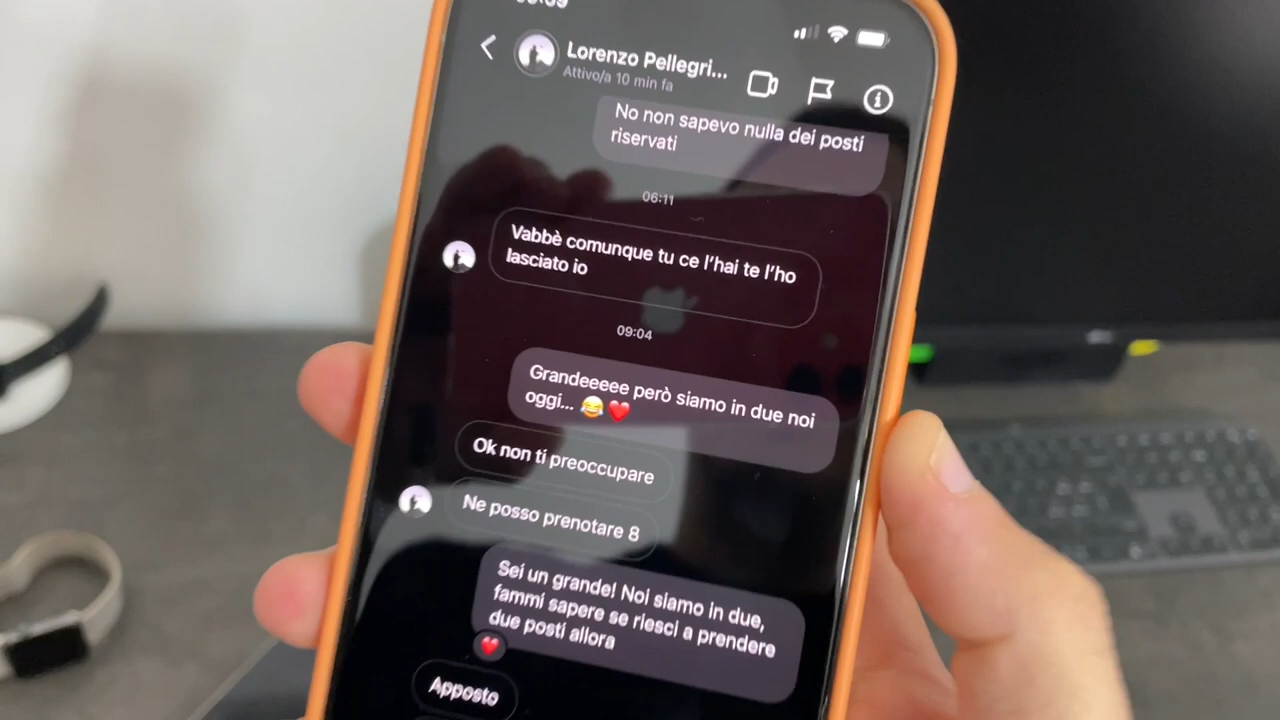 Lorenzo Pellegri...
Attivo/a 10 min fa
No non sapevo nulla dei posti
riservati
06:11
Vabbè comunque tu ce l'hai te l'ho
lasciato io
09:04
Grandeeeee però siamo in due noi
oggi... 😂❤️
Ok non ti preoccupare
Ne posso prenotare 8
Sei un grande! Noi siamo in due,
fammi sapere se riesci a prendere
due posti allora
❤️
Apposto